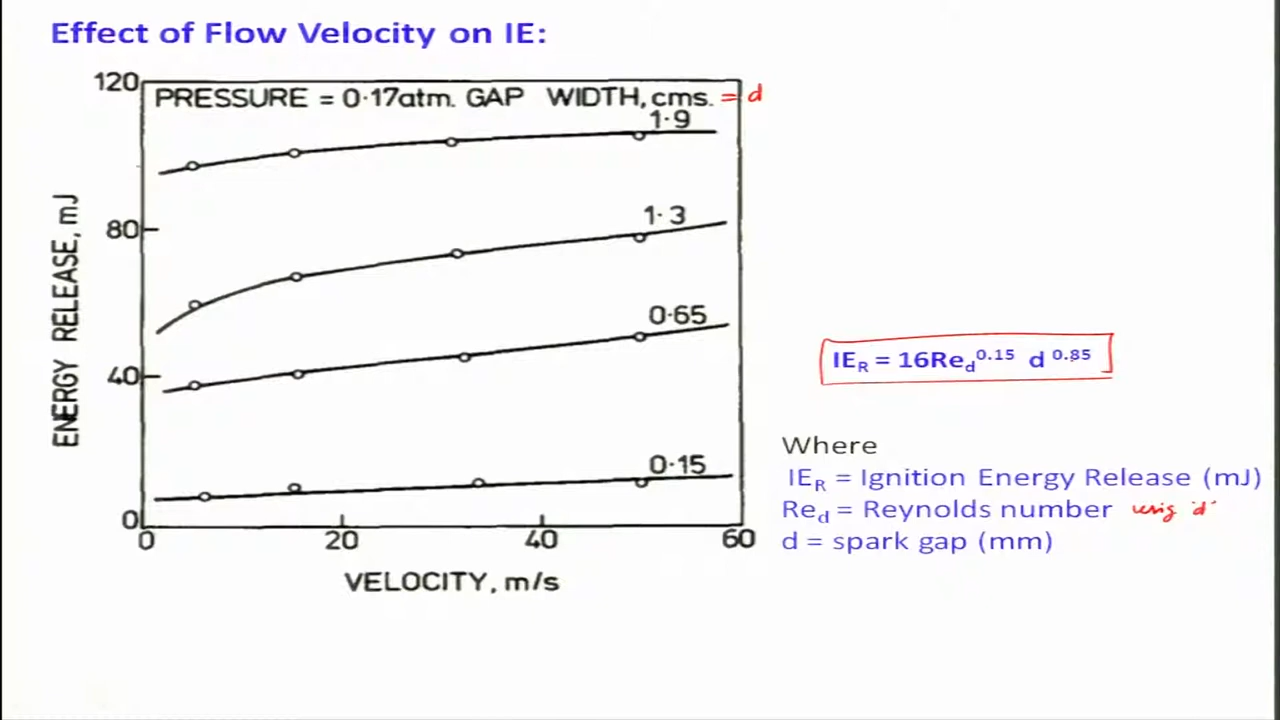 Effect of Flow Velocity on IE:
PRESSURE = 0·17atm. GAP WIDTH, cms. = d
120
80
40
0
ENERGY RELEASE, mJ
1·9
1·3
0·65
0·15
0 20 40 60
VELOCITY, m/s
IE_R = 16Re_d^0.15 d^0.85
Where
IE_R = Ignition Energy Release (mJ)
Re_d = Reynolds number using 'd'
d = spark gap (mm)